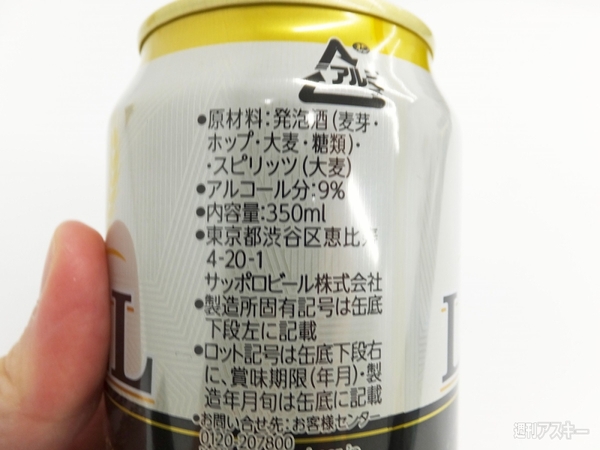 アルミ
●原材料:発泡酒(麦芽・
ホップ・大麦・糖類)・
・スピリッツ(大麦)
●アルコール分:9%
●内容量:350ml
●東京都渋谷区恵比寿
4-20-1
サッポロビール株式会社
●製造所固有記号は缶底
下段左に記載
●ロット記号は缶底下段右
に、賞味期限(年月)・製
造年月旬は缶底に記載
●お問い合せ先:お客様センター
0120-207800
L
週刊アスキー